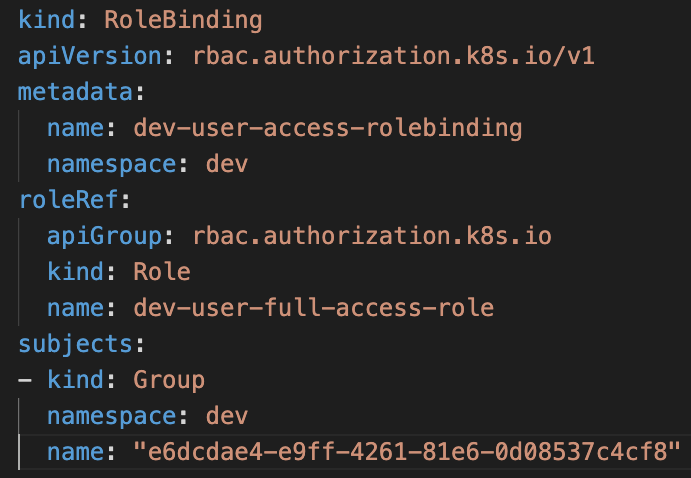 kind: RoleBinding
apiVersion: rbac.authorization.k8s.io/v1
metadata:
  name: dev-user-access-rolebinding
  namespace: dev
roleRef:
  apiGroup: rbac.authorization.k8s.io
  kind: Role
  name: dev-user-full-access-role
subjects:
- kind: Group
  namespace: dev
  name: "e6dcdae4-e9ff-4261-81e6-0d08537c4cf8"